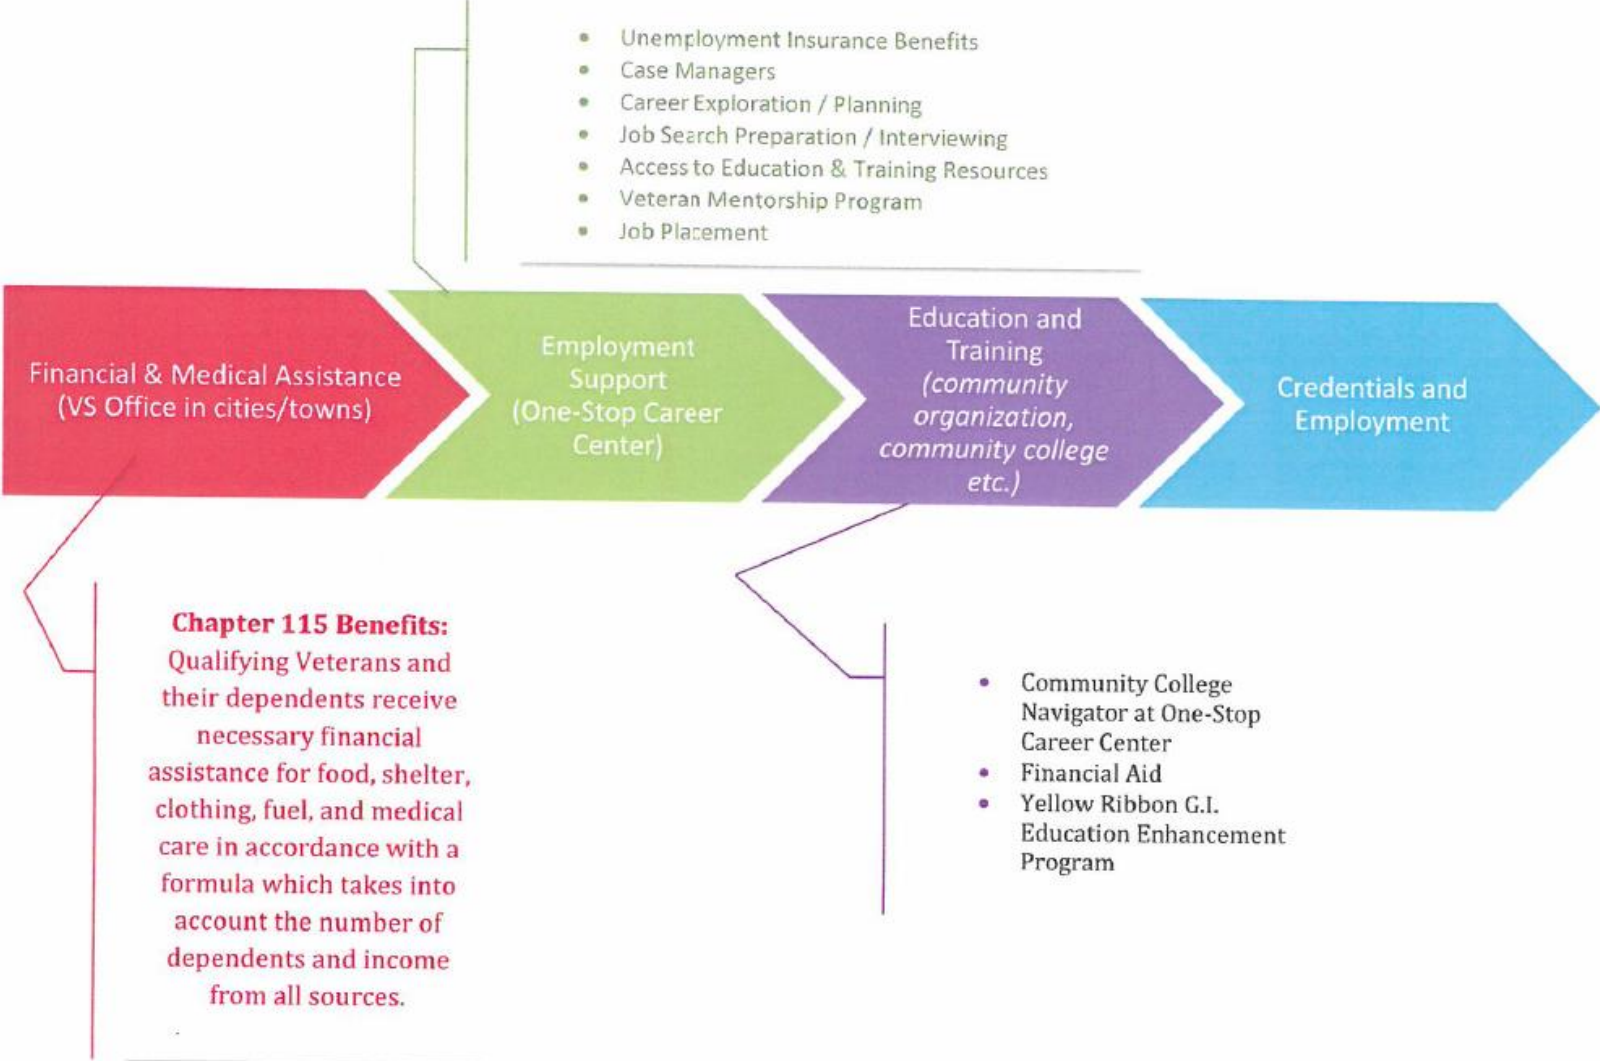 • Unemployment Insurance Benefits
• Case Managers
• Career Exploration / Planning
• Job Search Preparation / Interviewing
• Access to Education & Training Resources
• Veteran Mentorship Program
• Job Placement
Financial & Medical Assistance
(VS Office in cities/towns)
Employment
Support
(One-Stop Career
Center)
Education and
Training
(community
organization,
community college
etc.)
Credentials and
Employment
Chapter 115 Benefits:
Qualifying Veterans and
their dependents receive
necessary financial
assistance for food, shelter,
clothing, fuel, and medical
care in accordance with a
formula which takes into
account the number of
dependents and income
from all sources.
• Community College
Navigator at One-Stop
Career Center
• Financial Aid
• Yellow Ribbon G.I.
Education Enhancement
Program